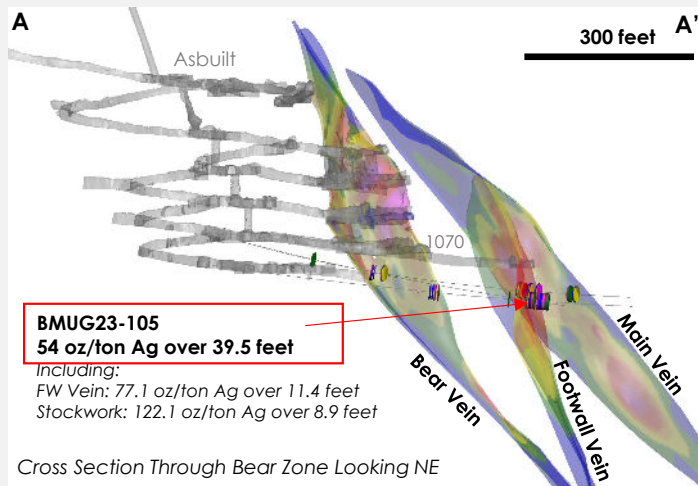 A
A'
300 feet
Asbuilt
1070
BMUG23-105
54 oz/ton Ag over 39.5 feet
Including:
FW Vein: 77.1 oz/ton Ag over 11.4 feet
Stockwork: 122.1 oz/ton Ag over 8.9 feet
Bear Vein
Footwall Vein
Main Vein
Cross Section Through Bear Zone Looking NE